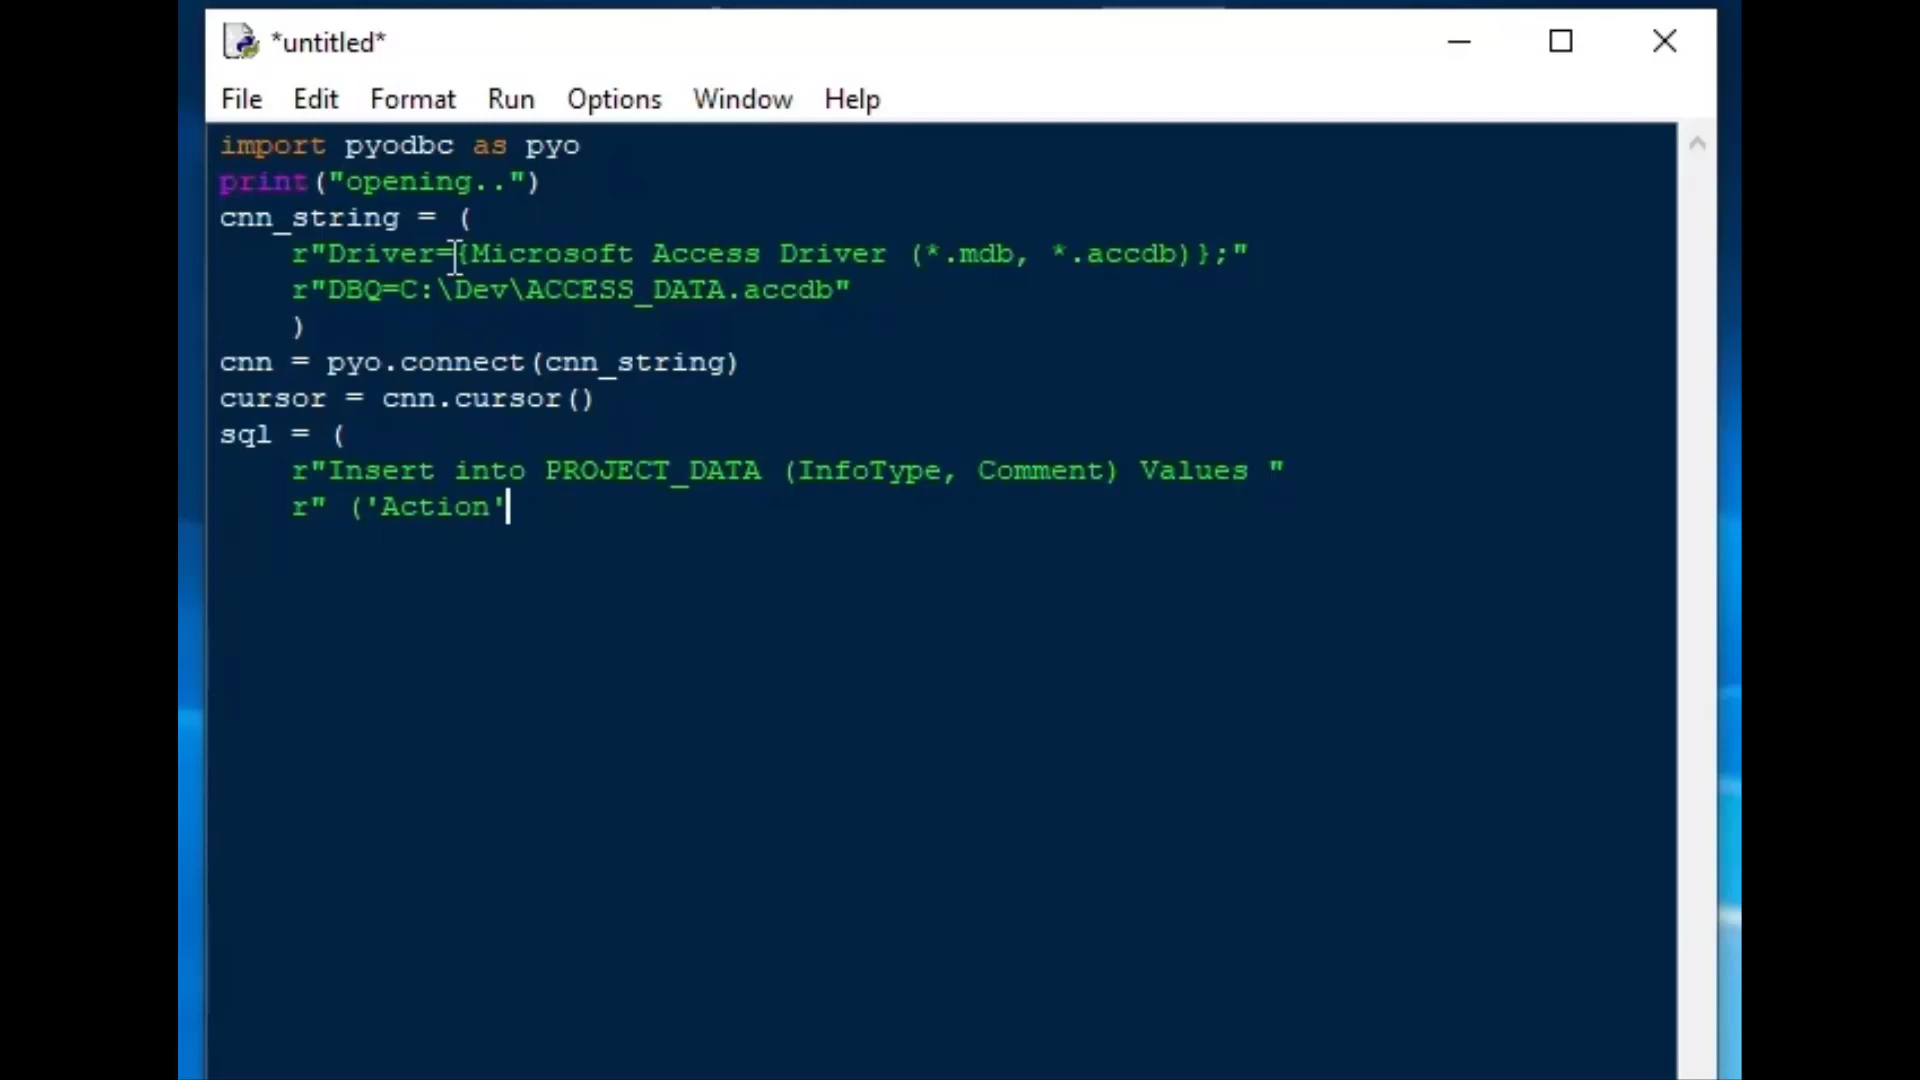 *untitled*
File Edit Format Run Options Window Help
import pyodbc as pyo
print("opening..")
cnn_string = (
    r"Driver={Microsoft Access Driver (*.mdb, *.accdb)};"
    r"DBQ=C:\Dev\ACCESS_DATA.accdb"
    )
cnn = pyo.connect(cnn_string)
cursor = cnn.cursor()
sql = (
    r"Insert into PROJECT_DATA (InfoType, Comment) Values "
    r" ('Action'